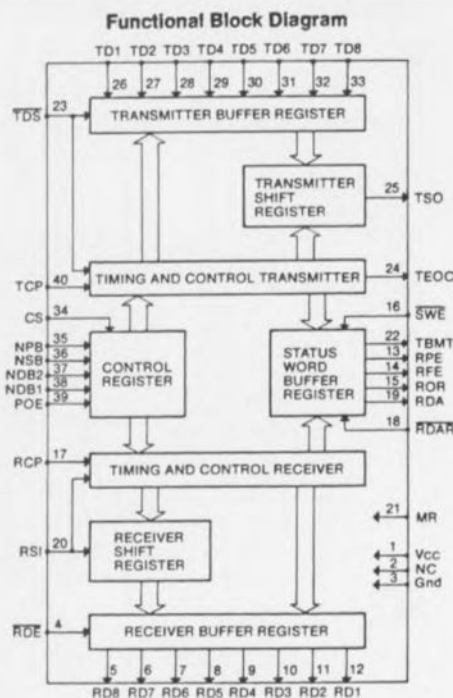 Functional Block Diagram
TD1 TD2 TD3 TD4 TD5 TD6 TD7 TD8
26 27 28 29 30 31 32 33
TDS 23
TRANSMITTER BUFFER REGISTER
TRANSMITTER
SHIFT
REGISTER
25 TSO
TIMING AND CONTROL TRANSMITTER
24 TEOC
TCP 40
CS 34
16 SWE
NPB 35
NSB 36
NDB2 37
NDB1 38
POE 39
CONTROL
REGISTER
STATUS
WORD
BUFFER
REGISTER
22 TBMT
13 RPE
14 RFE
15 ROR
19 RDA
18 RDAR
RCP 17
TIMING AND CONTROL RECEIVER
21 MR
RSI 20
RECEIVER
SHIFT
REGISTER
1 Vcc
2 NC
3 Gnd
RDE 4
RECEIVER BUFFER REGISTER
5 6 7 8 9 10 11 12
RD8 RD7 RD6 RD5 RD4 RD3 RD2 RD1